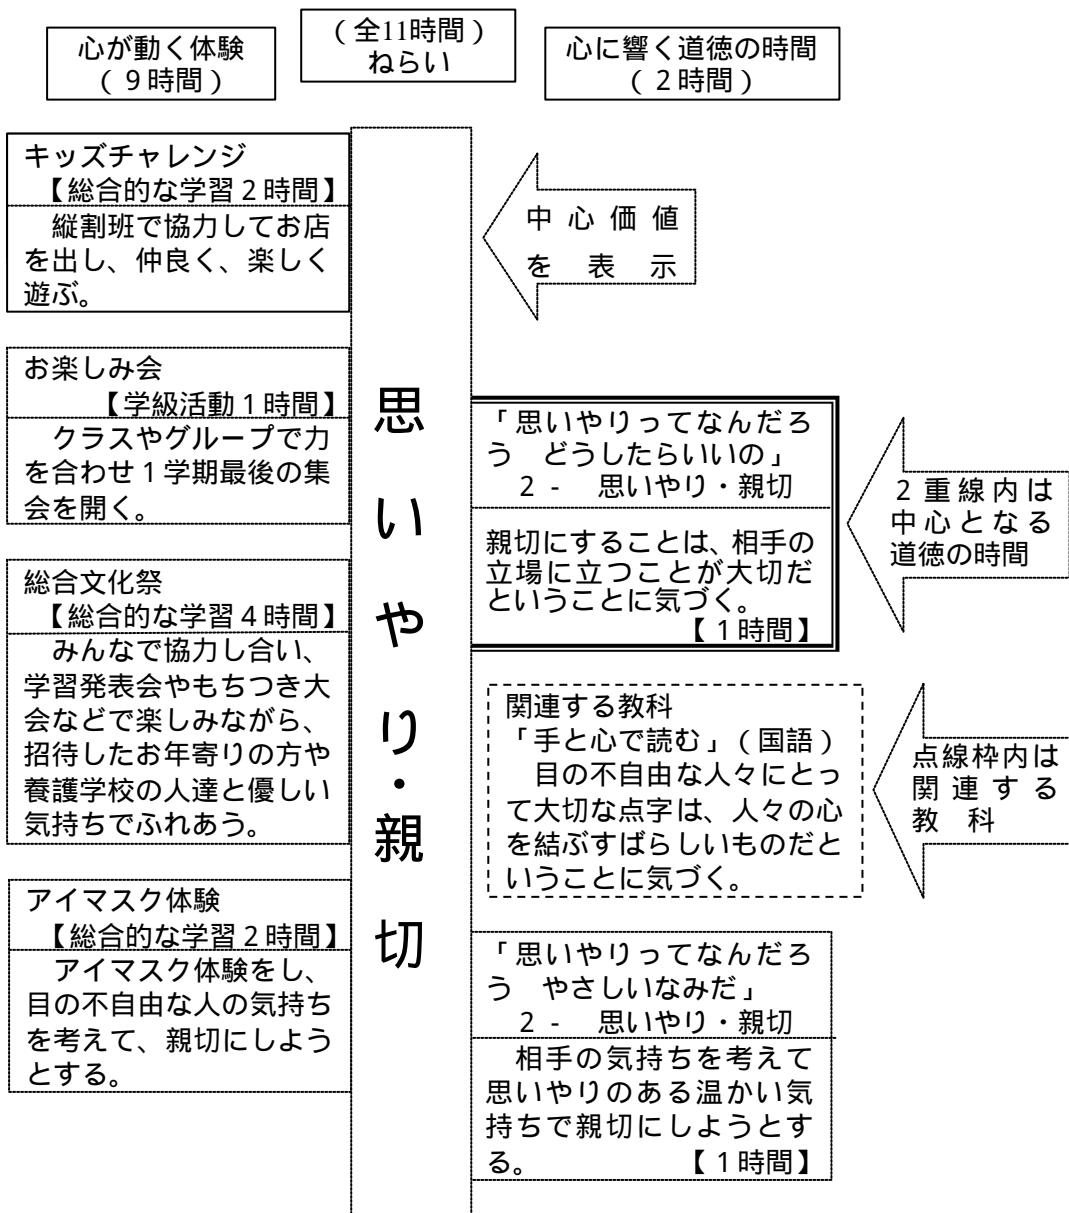 心が動く体験
（９時間）
（全11時間）
ねらい
心に響く道徳の時間
（２時間）
キッズチャレンジ
【総合的な学習２時間】
縦割班で協力してお店
を出し、仲良く、楽しく
遊ぶ。
お楽しみ会
【学級活動１時間】
クラスやグループで力
を合わせ１学期最後の集
会を開く。
総合文化祭
【総合的な学習４時間】
みんなで協力し合い、
学習発表会やもちつき大
会などで楽しみながら、
招待したお年寄りの方や
養護学校の人達と優しい
気持ちでふれあう。
アイマスク体験
【総合的な学習２時間】
アイマスク体験をし、
目の不自由な人の気持ち
を考えて、親切にしよう
とする。
思いやり・親切
中心価値
を表示
「思いやりってなんだろ
う　どうしたらいいの」
２-　思いやり・親切
親切にすることは、相手の
立場に立つことが大切だ
ということに気づく。
【１時間】
２重線内は
中心となる
道徳の時間
関連する教科
「手と心で読む」（国語）
目の不自由な人々にとっ
て大切な点字は、人々の心
を結ぶすばらしいものだと
いうことに気づく。
点線枠内は
関連する
教科
「思いやりってなんだろ
う　やさしいなみだ」
２-　思いやり・親切
相手の気持ちを考えて
思いやりのある温かい気
持ちで親切にしようとす
る。　【１時間】